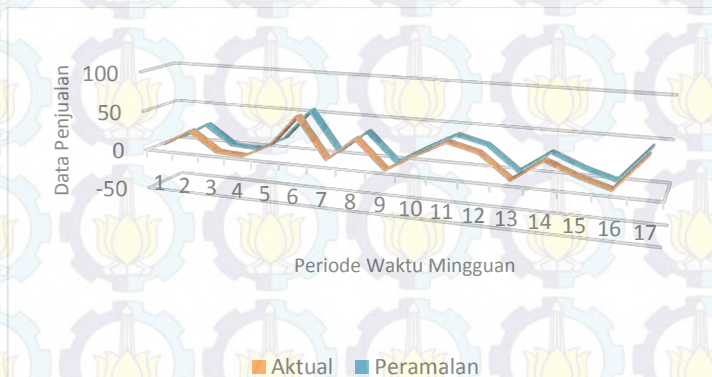 100
50
0
-50
Data Penjualan
1 2 3 4 5 6 7 8 9 10 11 12 13 14 15 16 17
Periode Waktu Mingguan
Aktual Peramalan